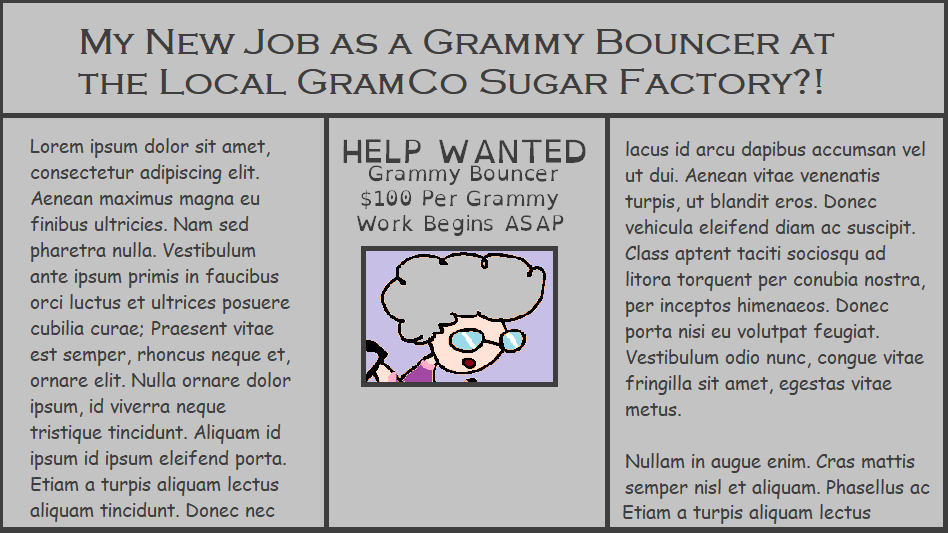 My New Job as a Grammy Bouncer at
the Local GramCo Sugar Factory?!
Lorem ipsum dolor sit amet,
consectetur adipiscing elit.
Aenean maximus magna eu
finibus ultricies. Nam sed
pharetra nulla. Vestibulum
ante ipsum primis in faucibus
orci luctus et ultrices posuere
cubilia curae; Praesent vitae
est semper, rhoncus neque et,
ornare elit. Nulla ornare dolor
ipsum, id viverra neque
tristique tincidunt. Aliquam id
ipsum id ipsum eleifend porta.
Etiam a turpis aliquam lectus
aliquam tincidunt. Donec nec
HELP WANTED
Grammy Bouncer
$100 Per Grammy
Work Begins ASAP
lacus id arcu dapibus accumsan vel
ut dui. Aenean vitae venenatis
turpis, ut blandit eros. Donec
vehicula eleifend diam ac suscipit.
Class aptent taciti sociosqu ad
litora torquent per conubia nostra,
per inceptos himenaeos. Donec
porta nisi eu volutpat feugiat.
Vestibulum odio nunc, congue vitae
fringilla sit amet, egestas vitae
metus.
Nullam in augue enim. Cras mattis
semper nisl et aliquam. Phasellus ac
Etiam a turpis aliquam lectus